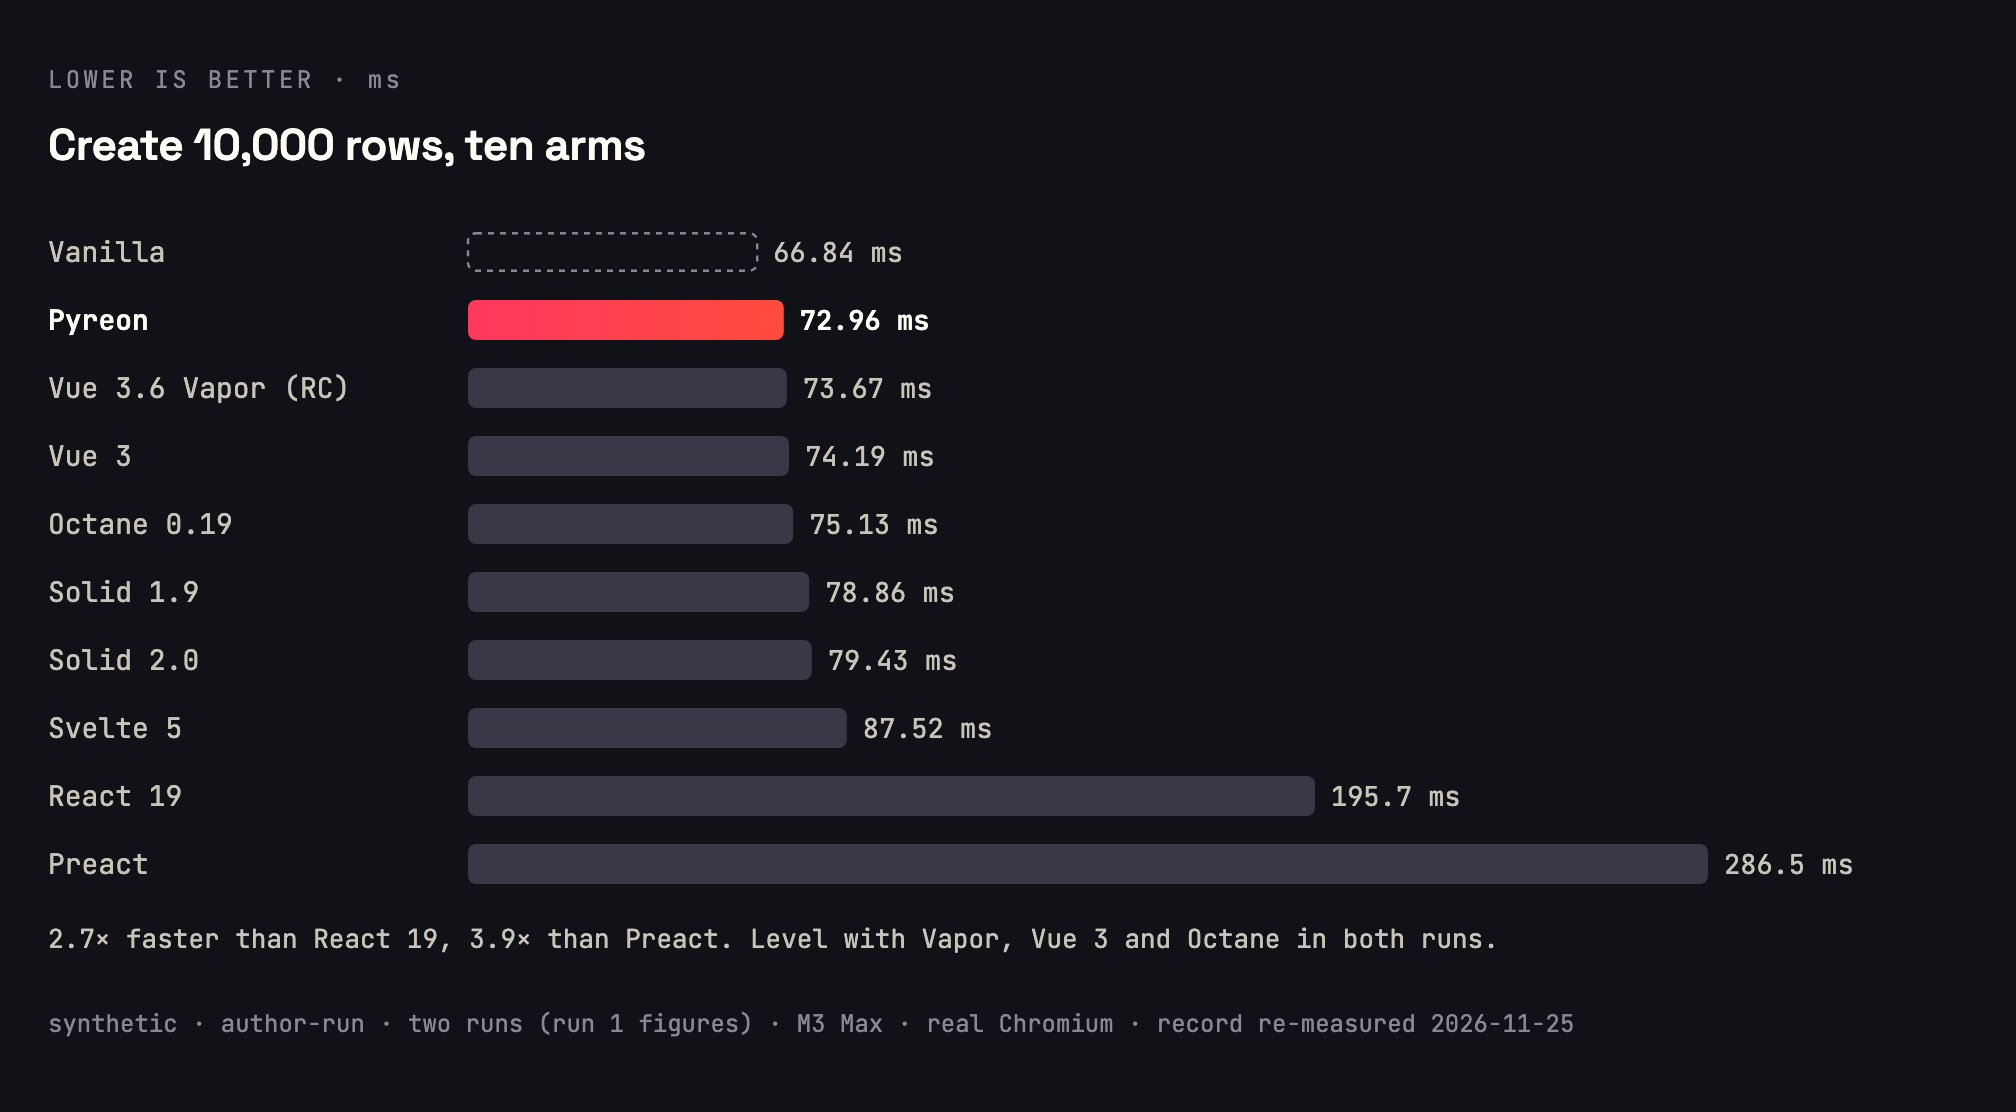 LOWER IS BETTER · ms
Create 10,000 rows, ten arms
Vanilla 66.84 ms
Pyreon 72.96 ms
Vue 3.6 Vapor (RC) 73.67 ms
Vue 3 74.19 ms
Octane 0.19 75.13 ms
Solid 1.9 78.86 ms
Solid 2.0 79.43 ms
Svelte 5 87.52 ms
React 19 195.7 ms
Preact 286.5 ms
2.7× faster than React 19, 3.9× than Preact. Level with Vapor, Vue 3 and Octane in both runs.
synthetic · author-run · two runs (run 1 figures) · M3 Max · real Chromium · record re-measured 2026-11-25